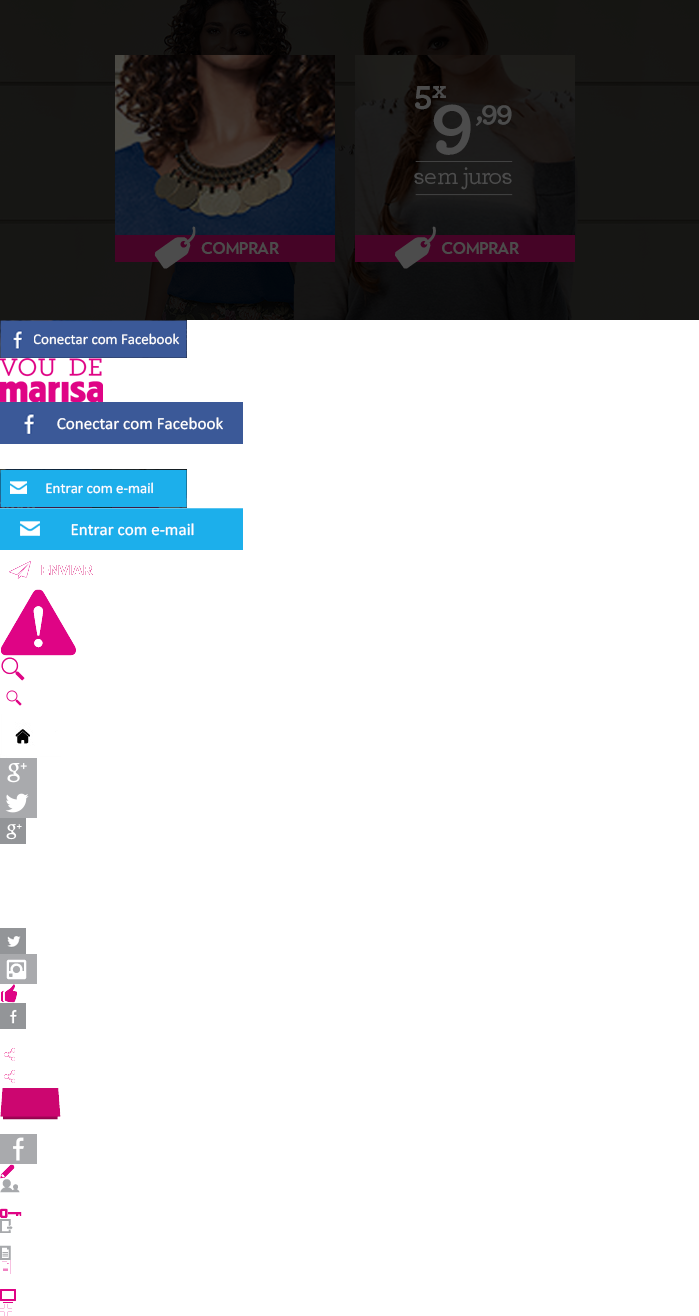 5x
9,99
sem juros
COMPRAR COMPRAR
Conectar com Facebook
VOU DE
marisa
Conectar com Facebook
Entrar com e-mail
Entrar com e-mail
ENVIAR